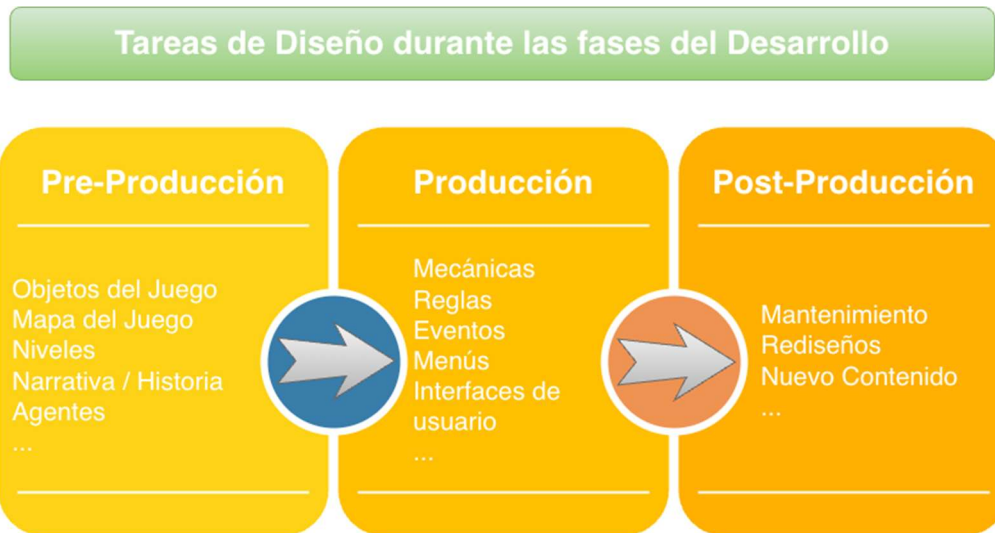 Tareas de Diseño durante las fases del Desarrollo
Pre-Producción
Objetos del Juego
Mapa del Juego
Niveles
Narrativa / Historia
Agentes
...
Producción
Mecánicas
Reglas
Eventos
Menús
Interfaces de
usuario
...
Post-Producción
Mantenimiento
Rediseños
Nuevo Contenido
...